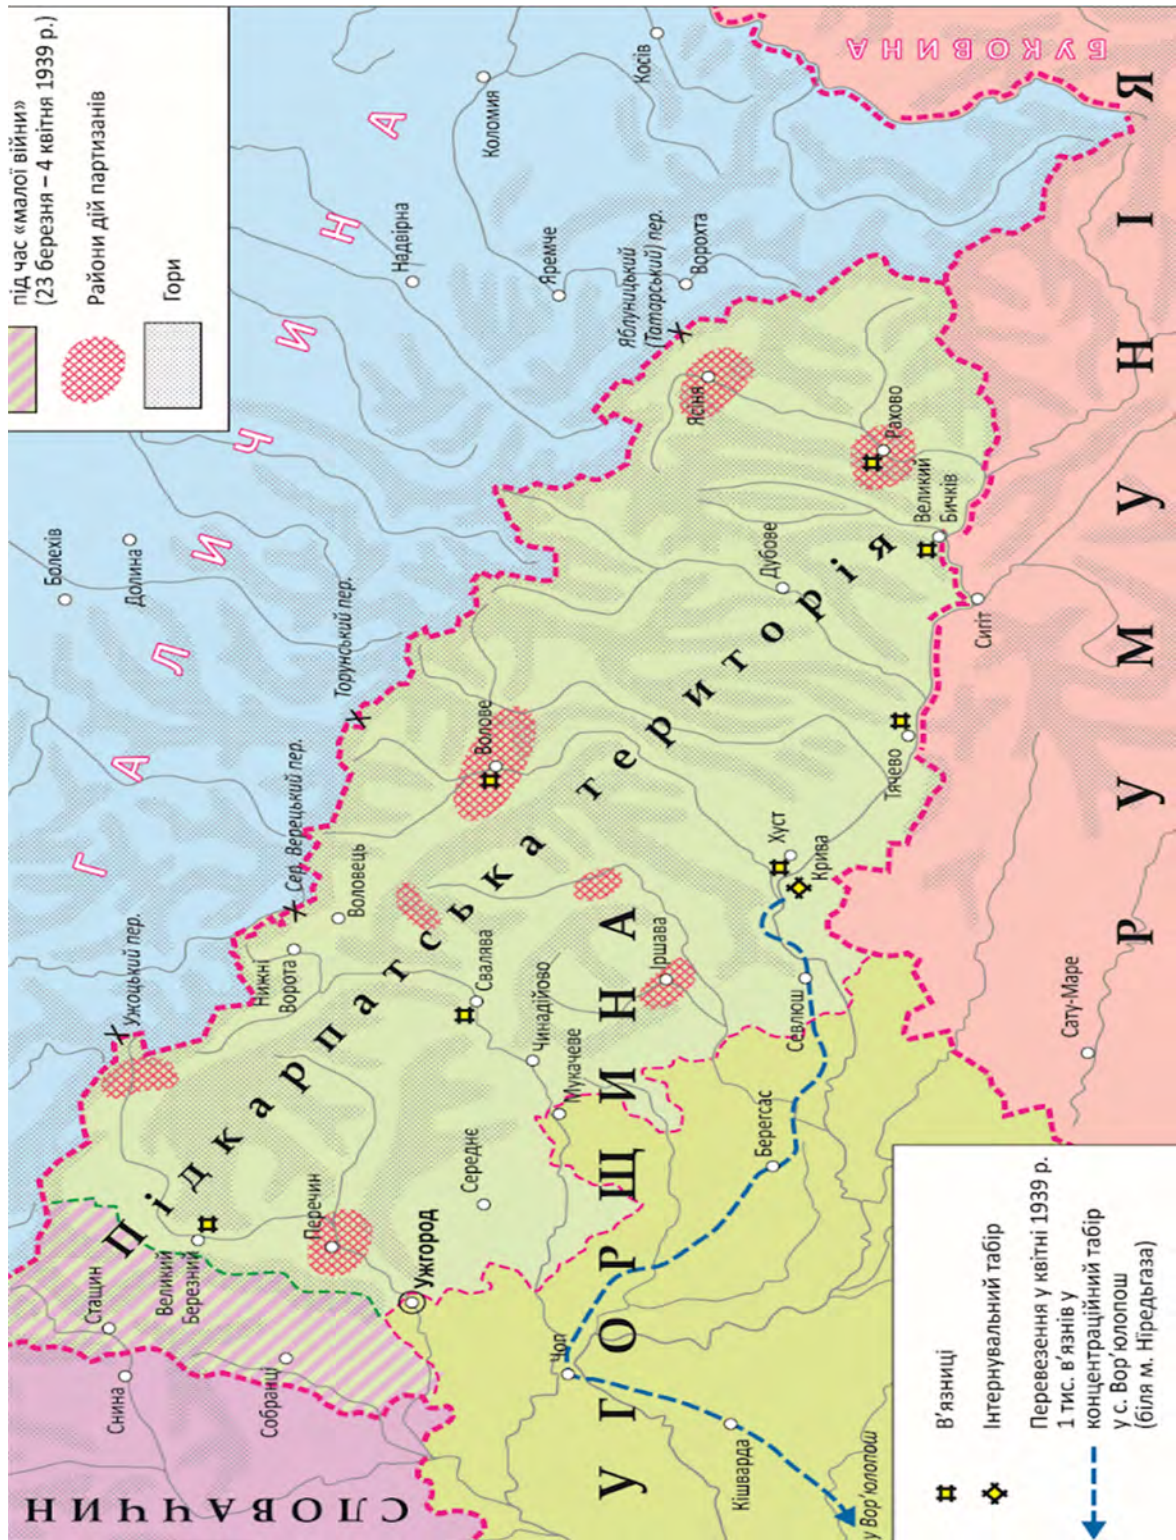 під час «малої війни»
(23 березня – 4 квітня 1939 р.)
Райони дій партизанів
Гори
В'язниці
Інтернувальний табір
Перевезення у квітні 1939 р.
1 тис. в'язнів у
концентраційний табір
у с. Вор'юлопош
(біля м. Ніредьгаза)
СЛОВАЧЧИН
ГАЛИЧИНА
БУКОВИНА
РУМУНІЯ
УГОРЩИНА
Підкарпатська територія
Снина
Стащин
Собранці
Великий
Березний
Перечин
Ужгород
Середнє
Ужоцький пер.
Нижні
Ворота
Сер. Верецький пер.
Воловець
Свалява
Чинадійово
Мукачеве
Іршава
Торунський пер.
Волове
Болехів
Долина
Надвірна
Коломия
Косів
Яремче
Ворохта
Яблуницький
(Татарський) пер.
Ясіня
Рахово
Великий
Бичків
Дубове
Сигіт
Тячево
Хуст
Крива
Севлюш
Берегсас
Чоп
Кішварда
у Вор'юлопош
Сату-Маре